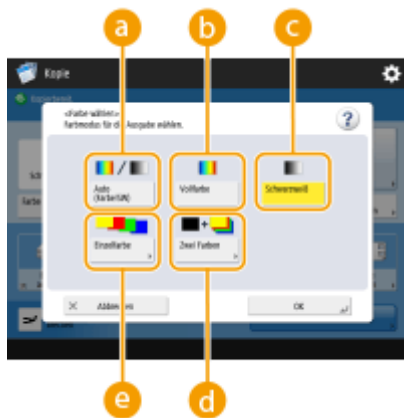 a b c
Kopie
<Farbe wählen>
Farbmodus für die Ausgabe wählen.
?
Auto
(Farbe/SW)
Vollfarbe
Schwarzweiß
Einzelfarbe
Zwei Farben
Abbrechen
OK
e d